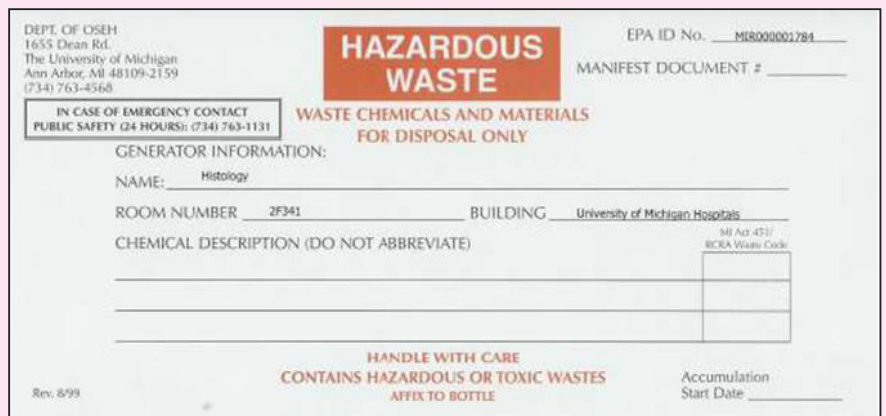 DEPT. OF OSEH
1655 Dean Rd.
The University of Michigan
Ann Arbor, MI 48109-2159
(734) 763-4568
IN CASE OF EMERGENCY CONTACT
PUBLIC SAFETY (24 HOURS): (734) 763-1131
HAZARDOUS
WASTE
WASTE CHEMICALS AND MATERIALS
FOR DISPOSAL ONLY
EPA ID No. MIR000001784
MANIFEST DOCUMENT #
GENERATOR INFORMATION:
NAME: Histology
ROOM NUMBER 2F341 BUILDING University of Michigan Hospitals
CHEMICAL DESCRIPTION (DO NOT ABBREVIATE)
MI Act 451/
RCRA Waste Code
HANDLE WITH CARE
CONTAINS HAZARDOUS OR TOXIC WASTES
AFFIX TO BOTTLE
Rev. 8/99
Accumulation
Start Date